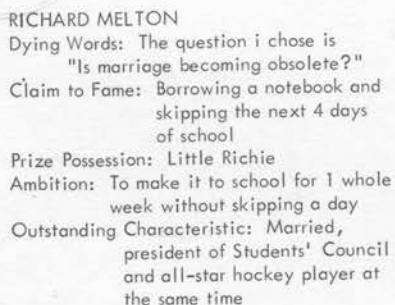 RICHARD MELTON
Dying Words: The question i chose is
"Is marriage becoming obsolete?"
Claim to Fame: Borrowing a notebook and
skipping the next 4 days
of school
Prize Possession: Little Richie
Ambition: To make it to school for 1 whole
week without skipping a day
Outstanding Characteristic: Married,
president of Students' Council
and all-star hockey player at
the same time